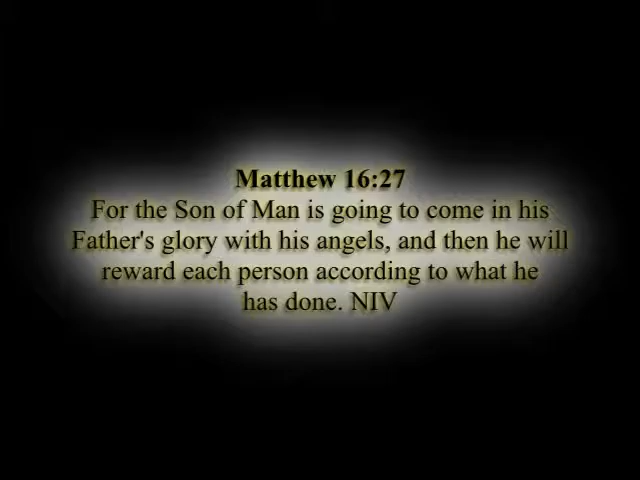 Matthew 16:27
For the Son of Man is going to come in his
Father's glory with his angels, and then he will
reward each person according to what he
has done. NIV